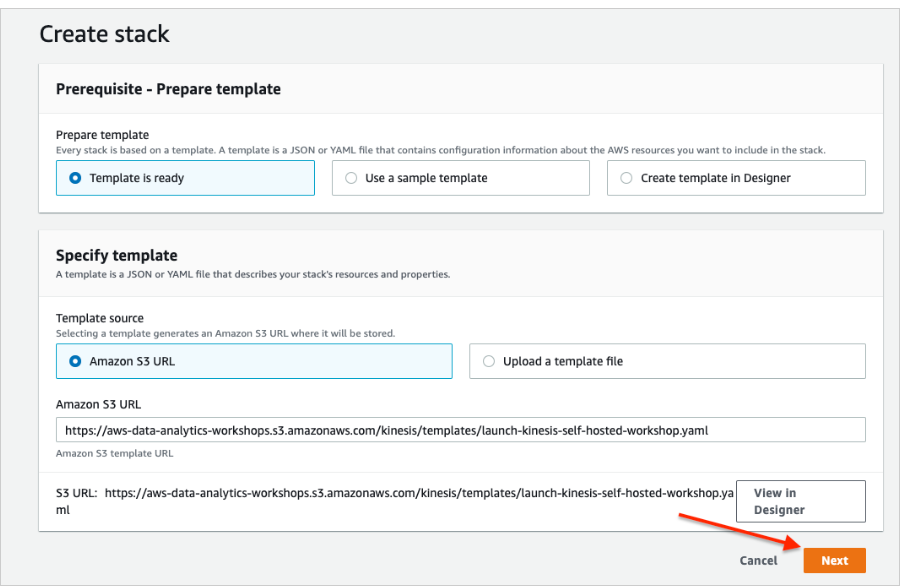 Create stack
Prerequisite - Prepare template
Prepare template
Every stack is based on a template. A template is a JSON or YAML file that contains configuration information about the AWS resources you want to include in the stack.
Template is ready
Use a sample template
Create template in Designer
Specify template
A template is a JSON or YAML file that describes your stack's resources and properties.
Template source
Selecting a template generates an Amazon S3 URL where it will be stored.
Amazon S3 URL
Upload a template file
Amazon S3 URL
https://aws-data-analytics-workshops.s3.amazonaws.com/kinesis/templates/launch-kinesis-self-hosted-workshop.yaml
Amazon S3 template URL
S3 URL: https://aws-data-analytics-workshops.s3.amazonaws.com/kinesis/templates/launch-kinesis-self-hosted-workshop.ya
ml
View in
Designer
Cancel
Next